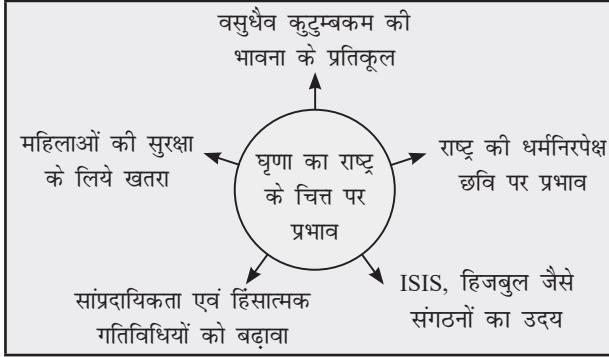 वसुधैव कुटुम्बकम की
भावना के प्रतिकूल
महिलाओं की सुरक्षा
के लिये खतरा
घृणा का राष्ट्र
के चित्त पर
प्रभाव
राष्ट्र की धर्मनिरपेक्ष
छवि पर प्रभाव
सांप्रदायिकता एवं हिंसात्मक
गतिविधियों को बढ़ावा
ISIS, हिजबुल जैसे
संगठनों का उदय